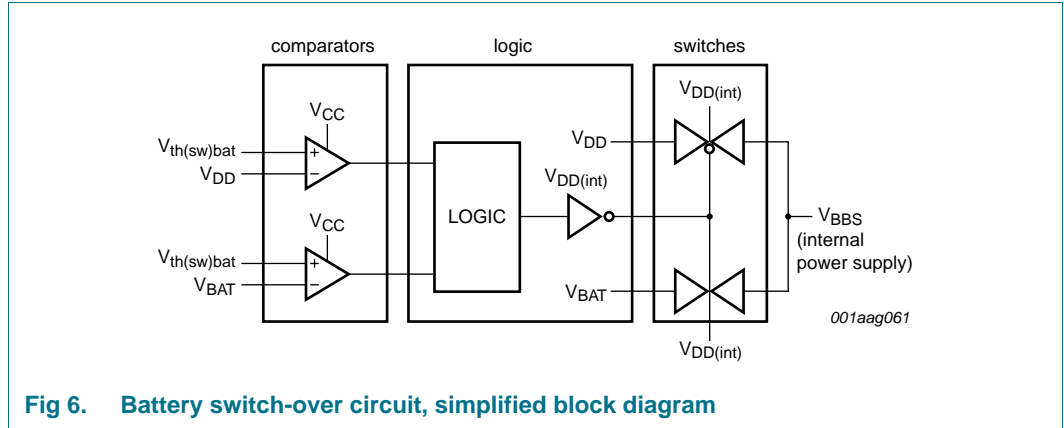 comparators
logic
switches
VCC
Vth(sw)bat
+
VDD
−
VCC
Vth(sw)bat
+
VBAT
−
LOGIC
VDD(int)
VDD(int)
VDD
VBAT
VDD(int)
VBBS
(internal
power supply)
001aag061
Fig 6. Battery switch-over circuit, simplified block diagram